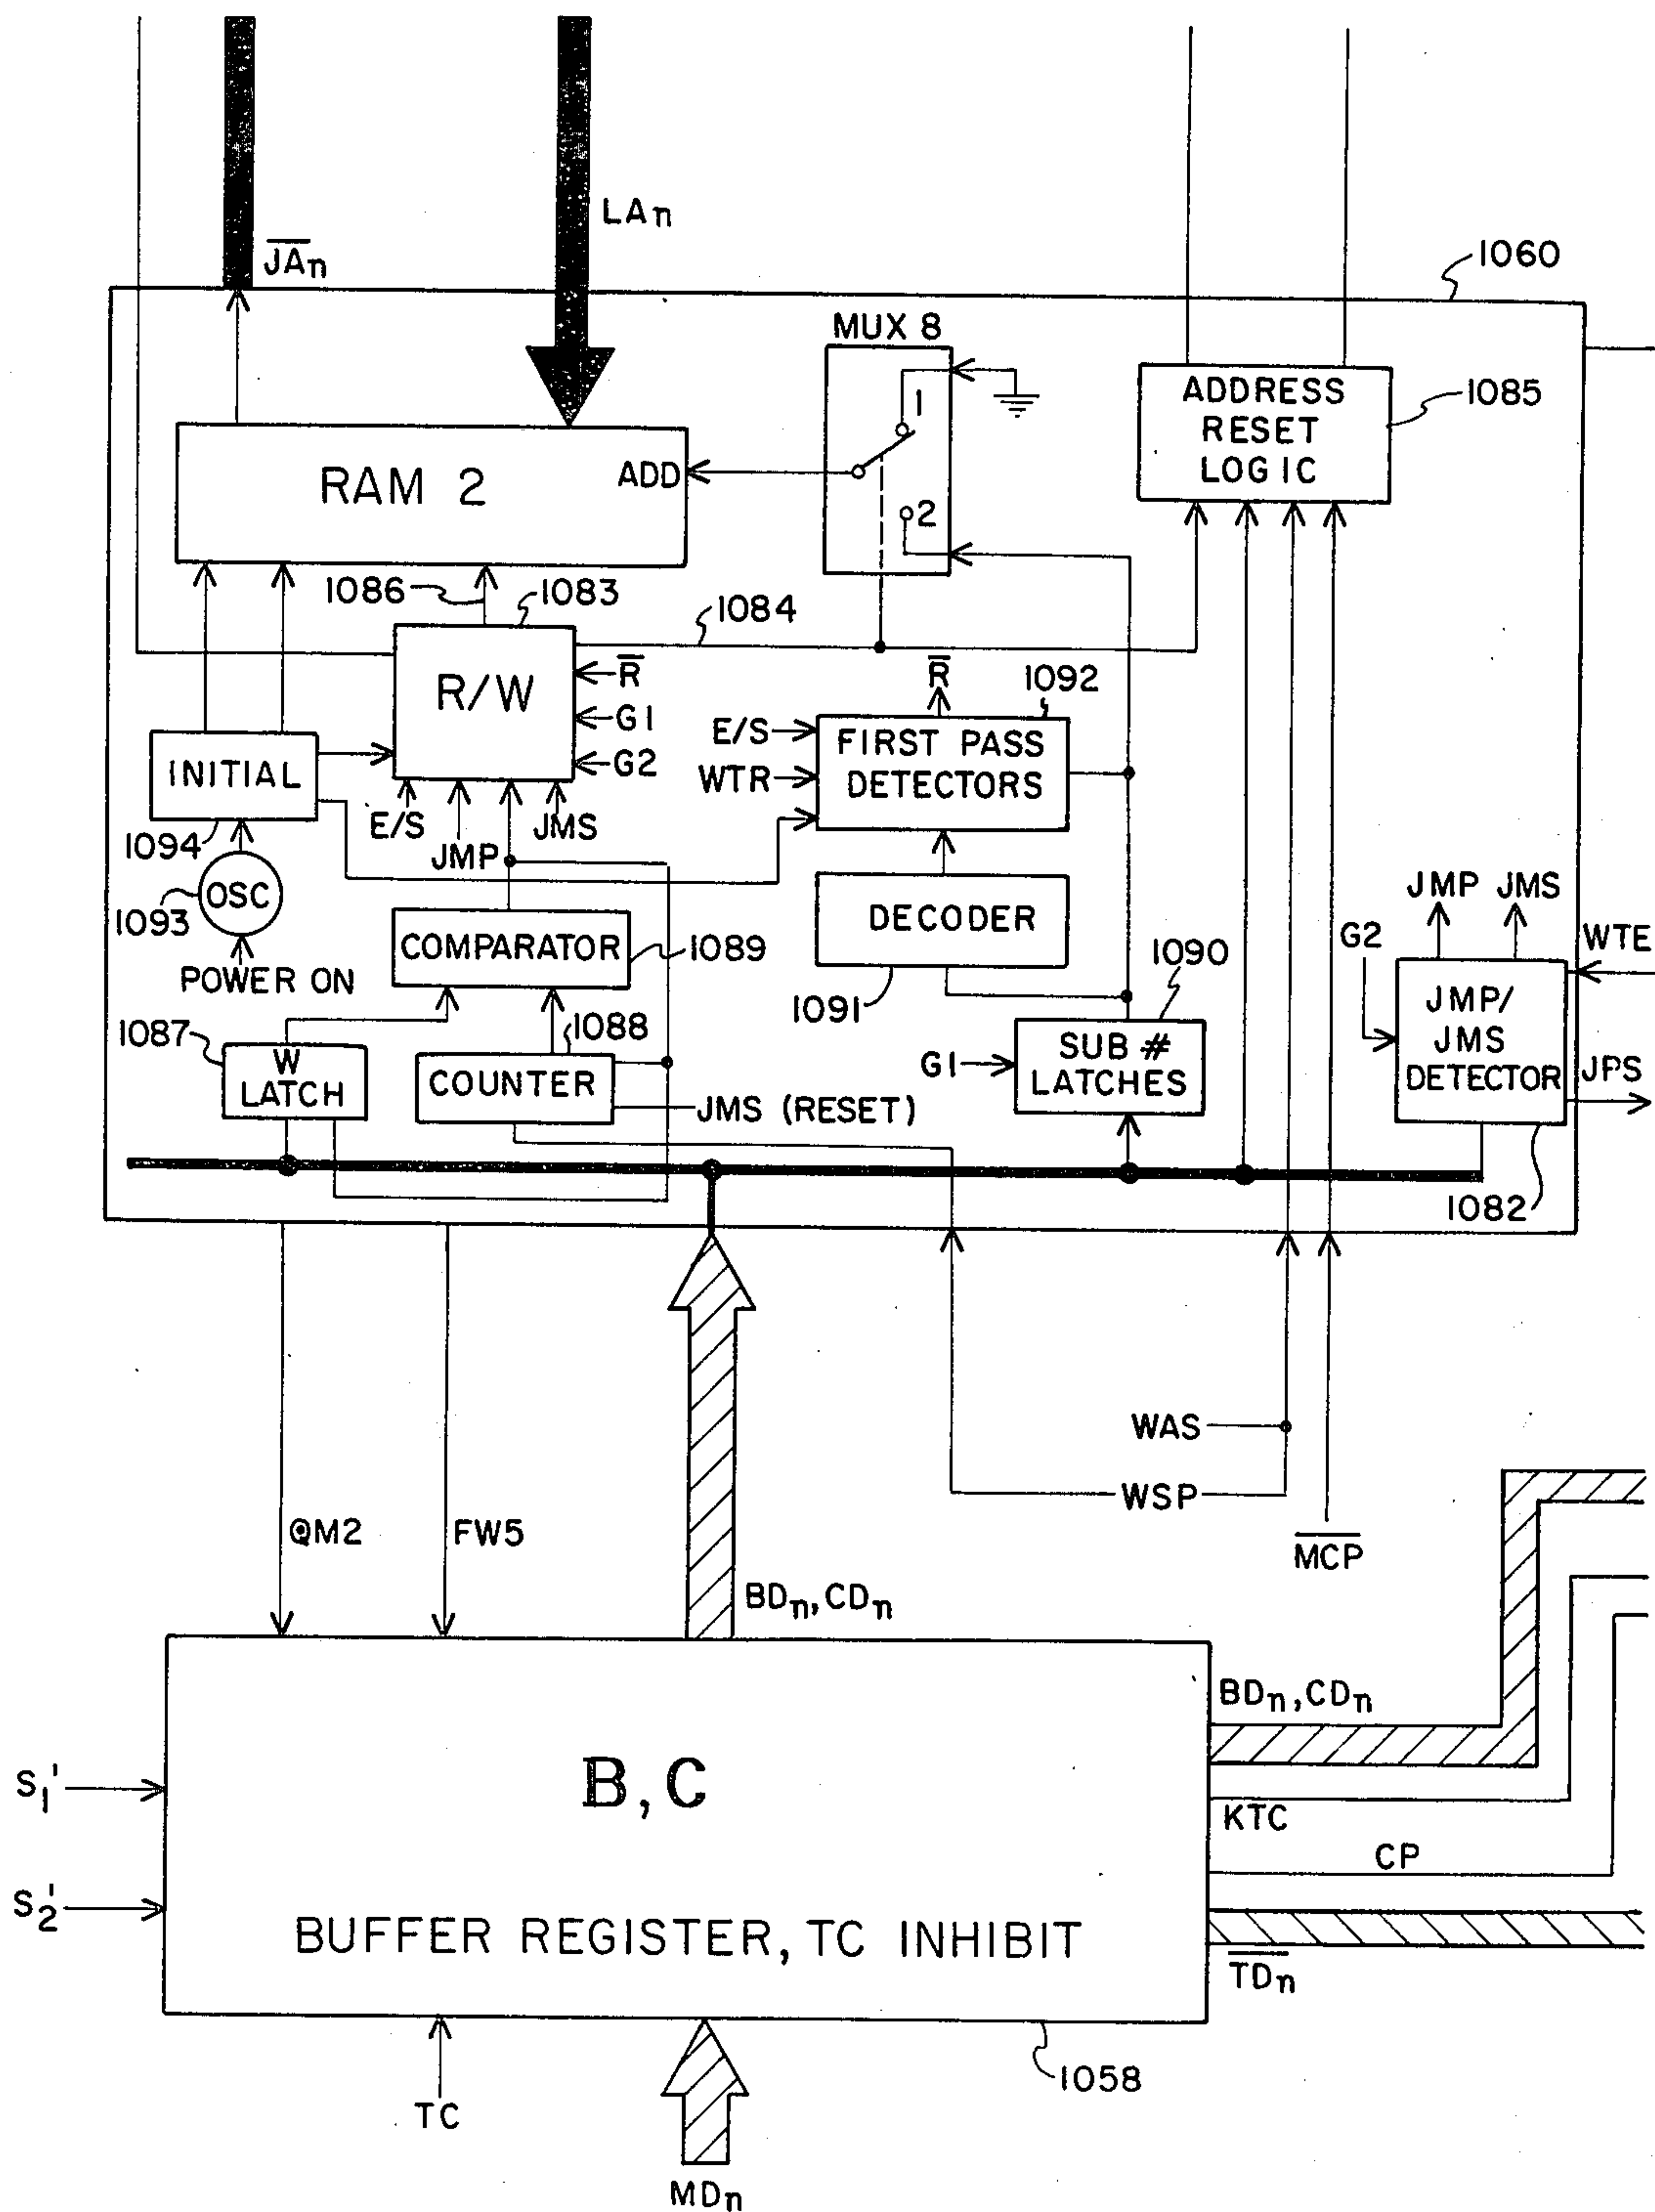 LAn
J̅A̅n
1060
MUX 8
1
2
ADDRESS
RESET
LOGIC
1085
RAM 2
ADD
1086
1083
1084
R/W
R̅
G1
G2
R̅
1092
E/S
WTR
FIRST PASS
DETECTORS
INITIAL
1094
E/S
JMP
JMS
OSC
1093
POWER ON
COMPARATOR
1089
DECODER
1091
1090
JMP JMS
G2
WTE
1087
W
LATCH
1088
COUNTER
JMS (RESET)
G1
SUB #
LATCHES
JMP/
JMS
DETECTOR
JPS
1082
WAS
WSP
M̅C̅P̅
QM2
FW5
BDn, CDn
BDn, CDn
S1'
B, C
KTC
CP
S2'
BUFFER REGISTER, TC INHIBIT
T̅D̅n
1058
TC
MDn